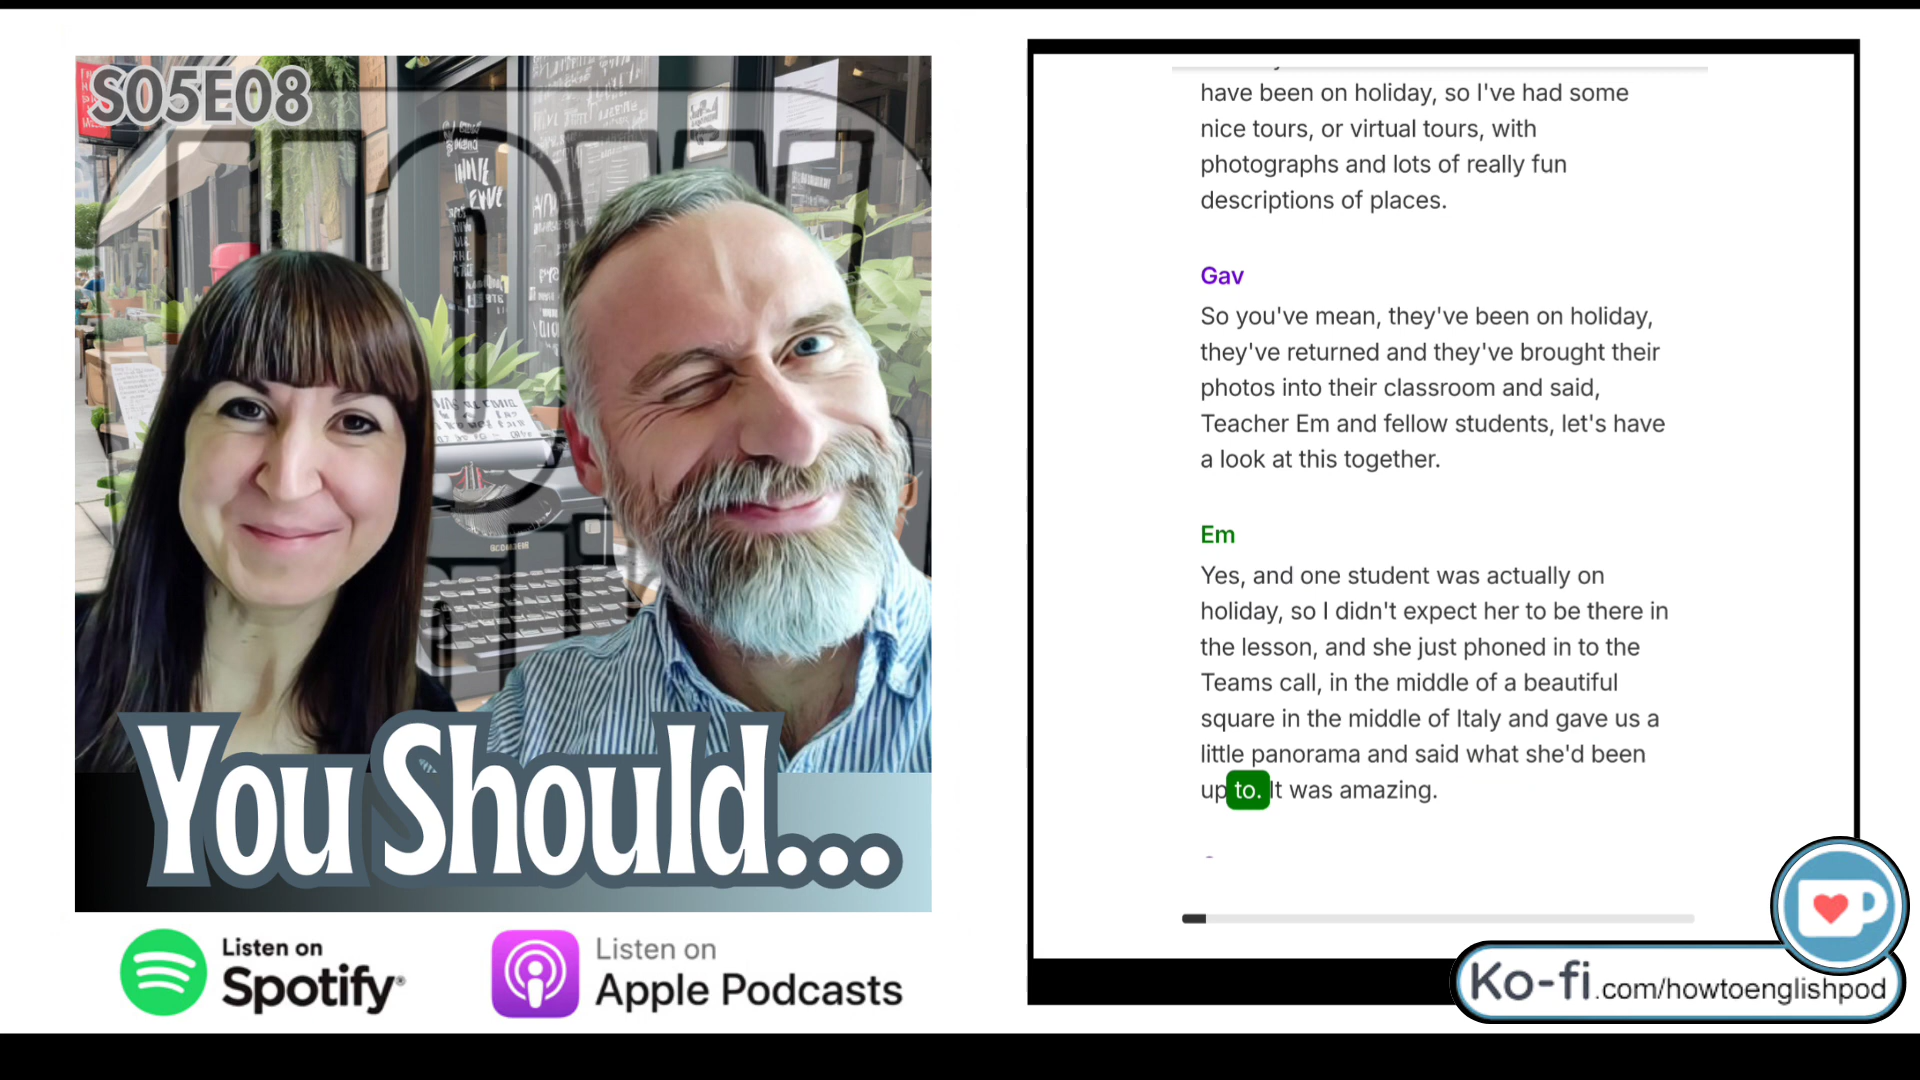 S05E08
You Should...
Listen on
Spotify
Listen on
Apple Podcasts
have been on holiday, so I've had some
nice tours, or virtual tours, with
photographs and lots of really fun
descriptions of places.
Gav
So you've mean, they've been on holiday,
they've returned and they've brought their
photos into their classroom and said,
Teacher Em and fellow students, let's have
a look at this together.
Em
Yes, and one student was actually on
holiday, so I didn't expect her to be there in
the lesson, and she just phoned in to the
Teams call, in the middle of a beautiful
square in the middle of Italy and gave us a
little panorama and said what she'd been
up to. It was amazing.
Ko-fi.com/howtoenglishpod